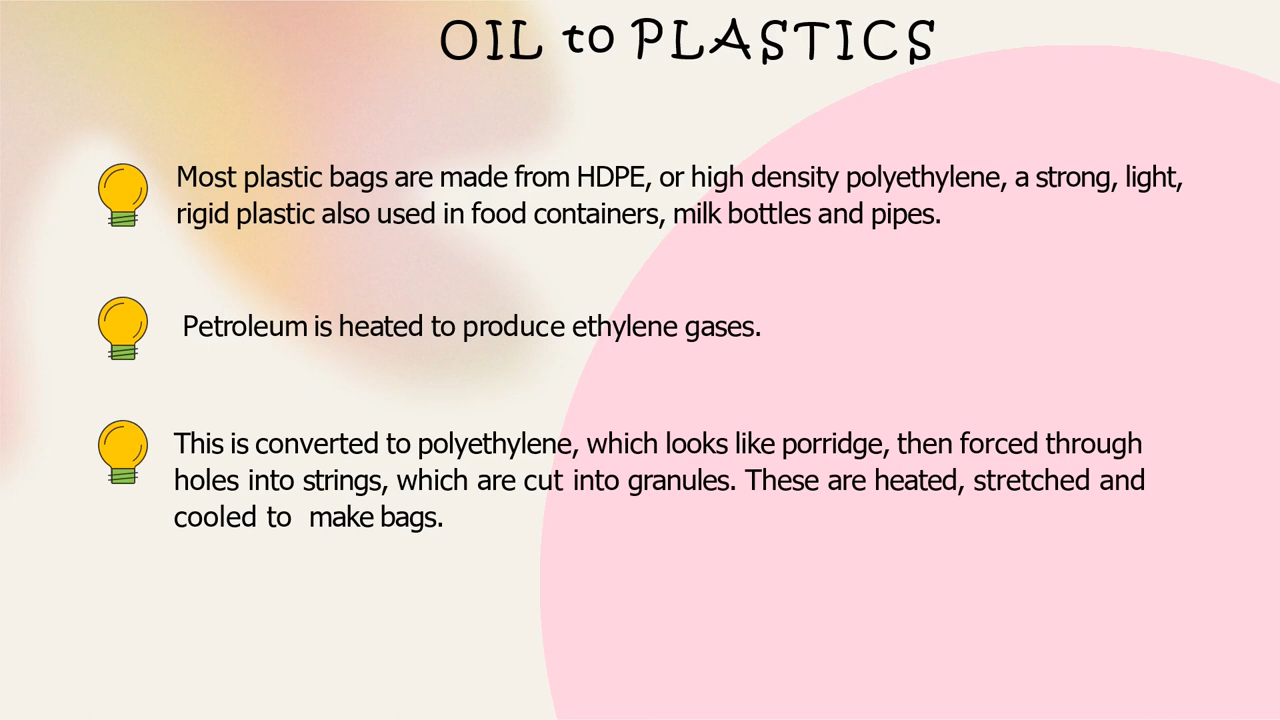 OIL to PLASTICS
Most plastic bags are made from HDPE, or high density polyethylene, a strong, light,
rigid plastic also used in food containers, milk bottles and pipes.
Petroleum is heated to produce ethylene gases.
This is converted to polyethylene, which looks like porridge, then forced through
holes into strings, which are cut into granules. These are heated, stretched and
cooled to make bags.